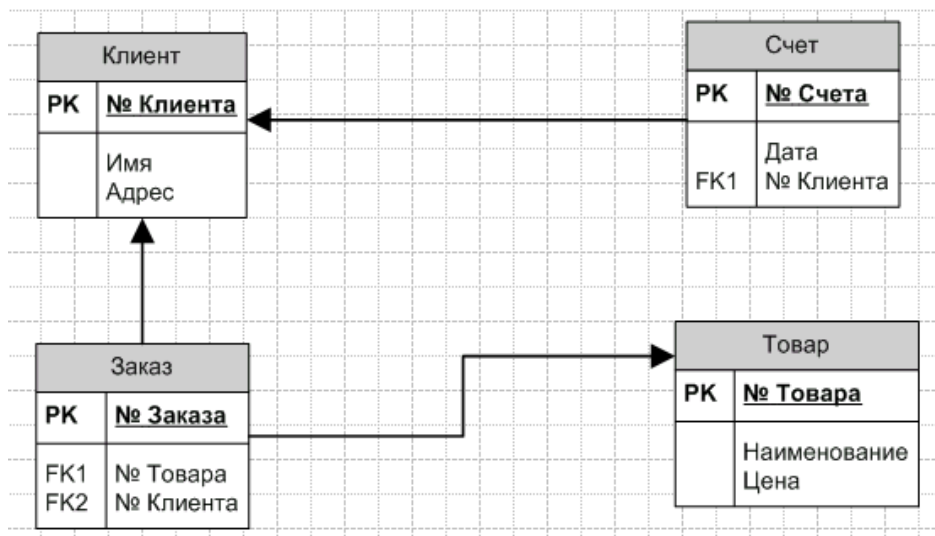 Клиент
PK № Клиента
Имя
Адрес
Счет
PK № Счета
Дата
FK1 № Клиента
Заказ
PK № Заказа
FK1 № Товара
FK2 № Клиента
Товар
PK № Товара
Наименование
Цена